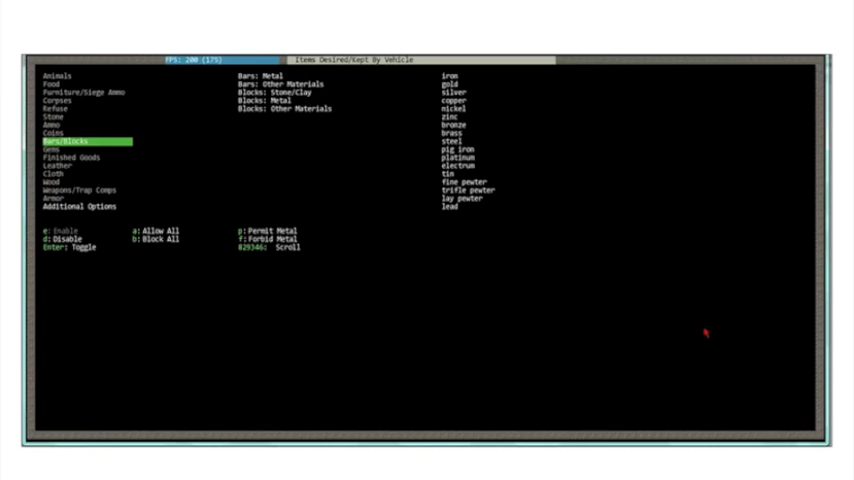 FPS: 200 (175)
Items Desired/Kept By Vehicle
Animals
Food
Furniture/Siege Ammo
Corpses
Refuse
Stone
Ammo
Coins
Bars/Blocks
Gems
Finished Goods
Leather
Cloth
Wood
Weapons/Trap Comps
Armor
Additional Options
Bars: Metal
Bars: Other Materials
Blocks: Stone/Clay
Blocks: Metal
Blocks: Other Materials
iron
gold
silver
copper
nickel
zinc
bronze
brass
steel
pig iron
platinum
electrum
tin
fine pewter
trifle pewter
lay pewter
lead
e: Enable a: Allow All p: Permit Metal
d: Disable b: Block All f: Forbid Metal
Enter: Toggle 829346: Scroll